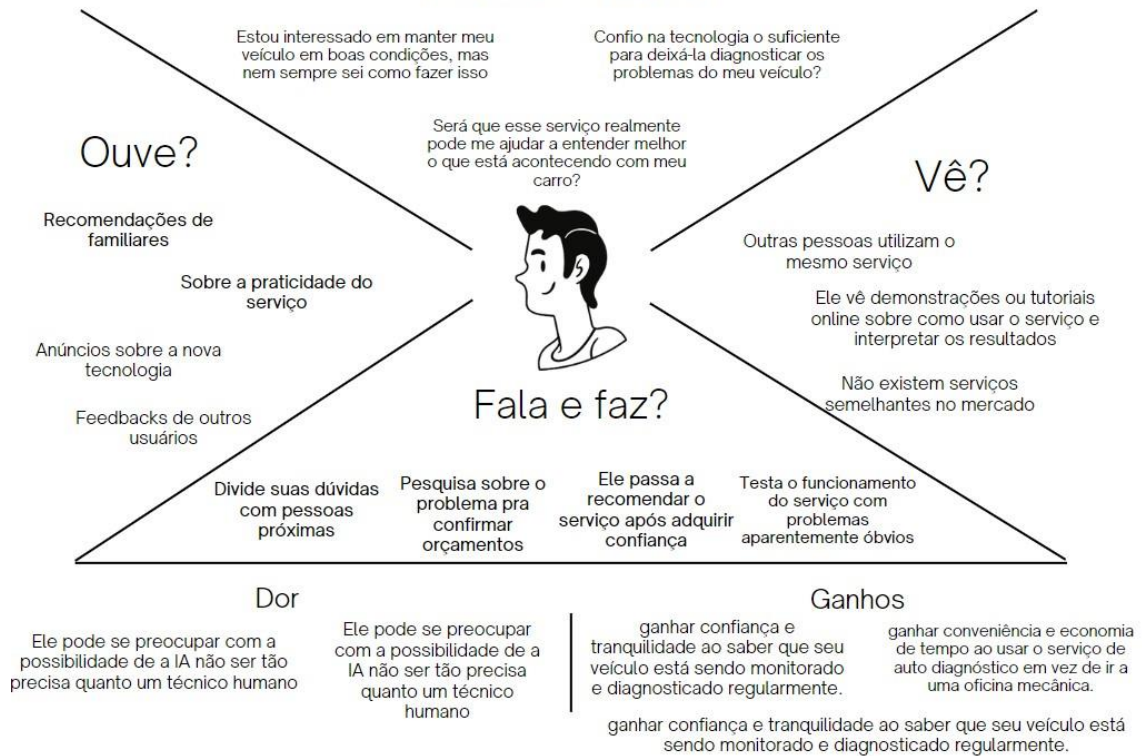 Estou interessado em manter meu
veículo em boas condições, mas
nem sempre sei como fazer isso
Confio na tecnologia o suficiente
para deixá-la diagnosticar os
problemas do meu veículo?
Será que esse serviço realmente
pode me ajudar a entender melhor
o que está acontecendo com meu
carro?
Ouve?
Recomendações de
familiares
Sobre a praticidade do
serviço
Anúncios sobre a nova
tecnologia
Feedbacks de outros
usuários
Vê?
Outras pessoas utilizam o
mesmo serviço
Ele vê demonstrações ou tutoriais
online sobre como usar o serviço e
interpretar os resultados
Não existem serviços
semelhantes no mercado
Fala e faz?
Divide suas dúvidas
com pessoas
próximas
Pesquisa sobre o
problema pra
confirmar
orçamentos
Ele passa a
recomendar o
serviço após adquirir
confiança
Testa o funcionamento
do serviço com
problemas
aparentemente óbvios
Dor
Ele pode se preocupar com a
possibilidade de a IA não ser tão
precisa quanto um técnico humano
Ele pode se preocupar
com a possibilidade de a
IA não ser tão precisa
quanto um técnico
humano
Ganhos
ganhar confiança e
tranquilidade ao saber que seu
veículo está sendo monitorado
e diagnosticado regularmente.
ganhar conveniência e economia
de tempo ao usar o serviço de
auto diagnóstico em vez de ir a
uma oficina mecânica.
ganhar confiança e tranquilidade ao saber que seu veículo está
sendo monitorado e diagnosticado regularmente.